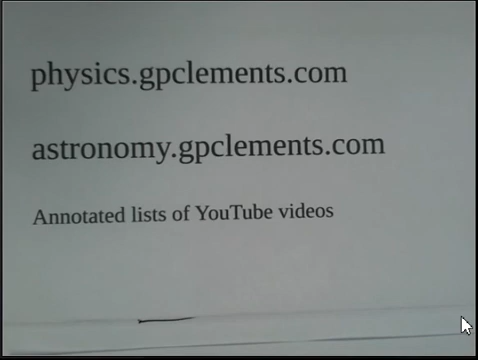 physics.gpclements.com
astronomy.gpclements.com
Annotated lists of YouTube videos